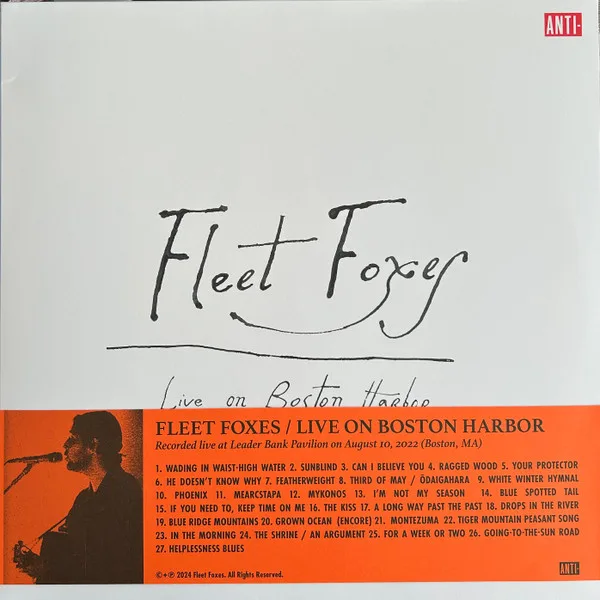 ANTI-
Fleet Foxes
Live on Boston Harbor
FLEET FOXES / LIVE ON BOSTON HARBOR
Recorded live at Leader Bank Pavilion on August 10, 2022 (Boston, MA)
1. WADING IN WAIST-HIGH WATER 2. SUNBLIND 3. CAN I BELIEVE YOU 4. RAGGED WOOD 5. YOUR PROTECTOR
6. HE DOESN'T KNOW WHY 7. FEATHERWEIGHT 8. THIRD OF MAY / ŌDAIGAHARA 9. WHITE WINTER HYMNAL
10. PHOENIX 11. MEARCSTAPA 12. MYKONOS 13. I'M NOT MY SEASON 14. BLUE SPOTTED TAIL
15. IF YOU NEED TO, KEEP TIME ON ME 16. THE KISS 17. A LONG WAY PAST THE PAST 18. DROPS IN THE RIVER
19. BLUE RIDGE MOUNTAINS 20. GROWN OCEAN (ENCORE) 21. MONTEZUMA 22. TIGER MOUNTAIN PEASANT SONG
23. IN THE MORNING 24. THE SHRINE / AN ARGUMENT 25. FOR A WEEK OR TWO 26. GOING-TO-THE-SUN ROAD
27. HELPLESSNESS BLUES
©+℗ 2024 Fleet Foxes. All Rights Reserved.
ANTI-